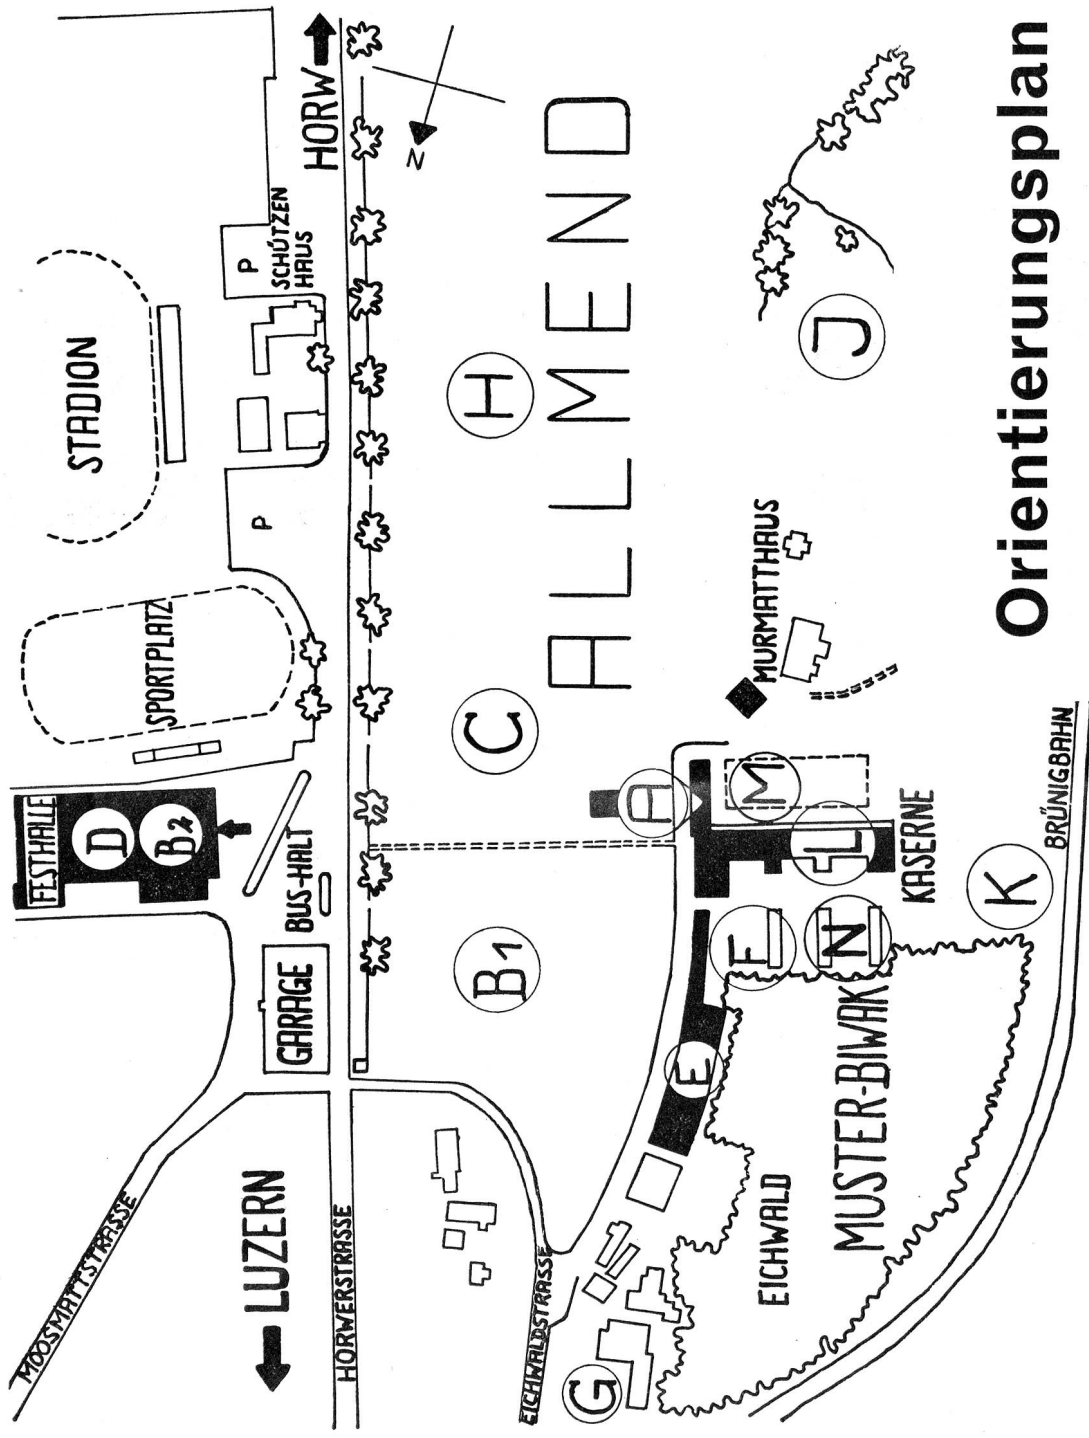 MOOSMATTSTRASSE
FESTHALLE
D
B2
STADION
SPORTPLATZ
P
P
SCHÜTZEN
HAUS
LUZERN
GARAGE
BUS-HALT
HORW
HORWERSTRASSE
N
B1
C
H
EICHWALDSTRASSE
ALLMEND
G
A
E
F
M
MURMATTHAUS
EICHWALD
L
N
J
MUSTER-BIWAK
KASERNE
K
Orientierungsplan
BRÜNIGBAHN